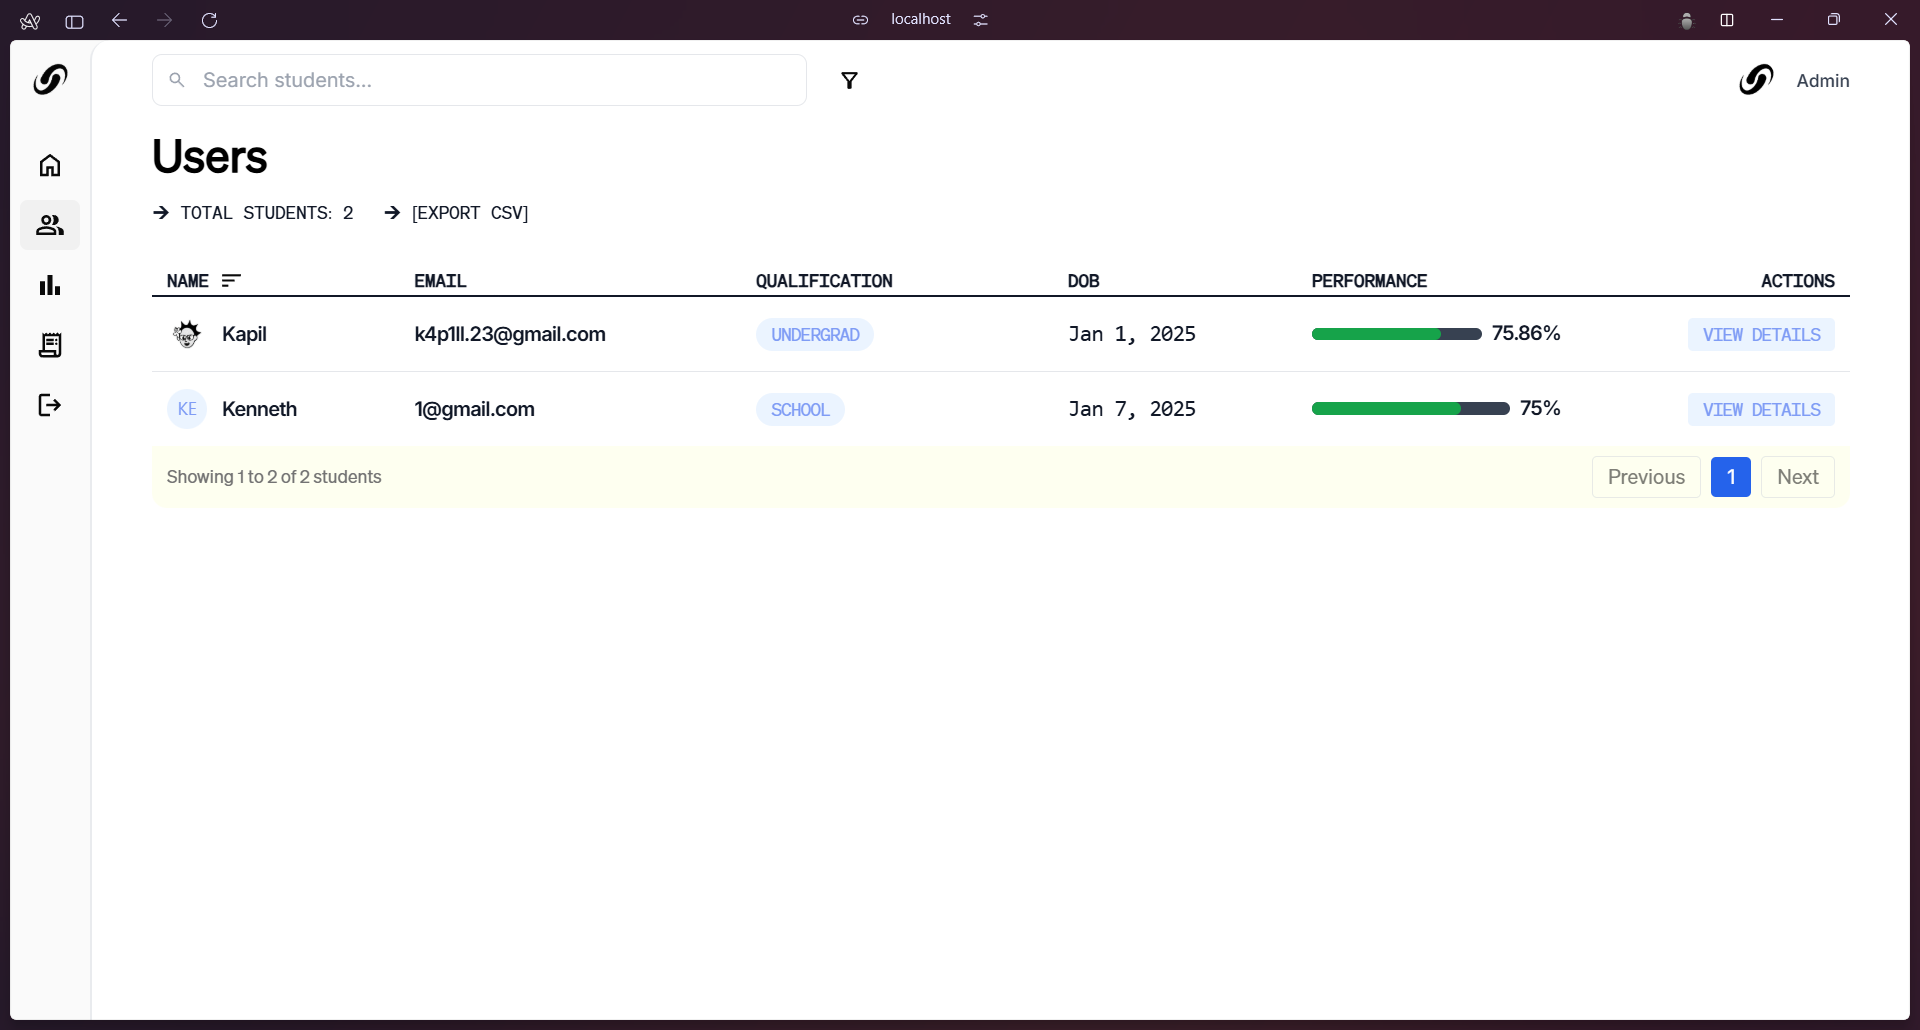 localhost
Search students...
Admin
Users
→ TOTAL STUDENTS: 2 → [EXPORT CSV]
NAME EMAIL QUALIFICATION DOB PERFORMANCE ACTIONS
Kapil k4p1lll.23@gmail.com UNDERGRAD Jan 1, 2025 75.86% VIEW DETAILS
KE Kenneth 1@gmail.com SCHOOL Jan 7, 2025 75% VIEW DETAILS
Showing 1 to 2 of 2 students Previous 1 Next